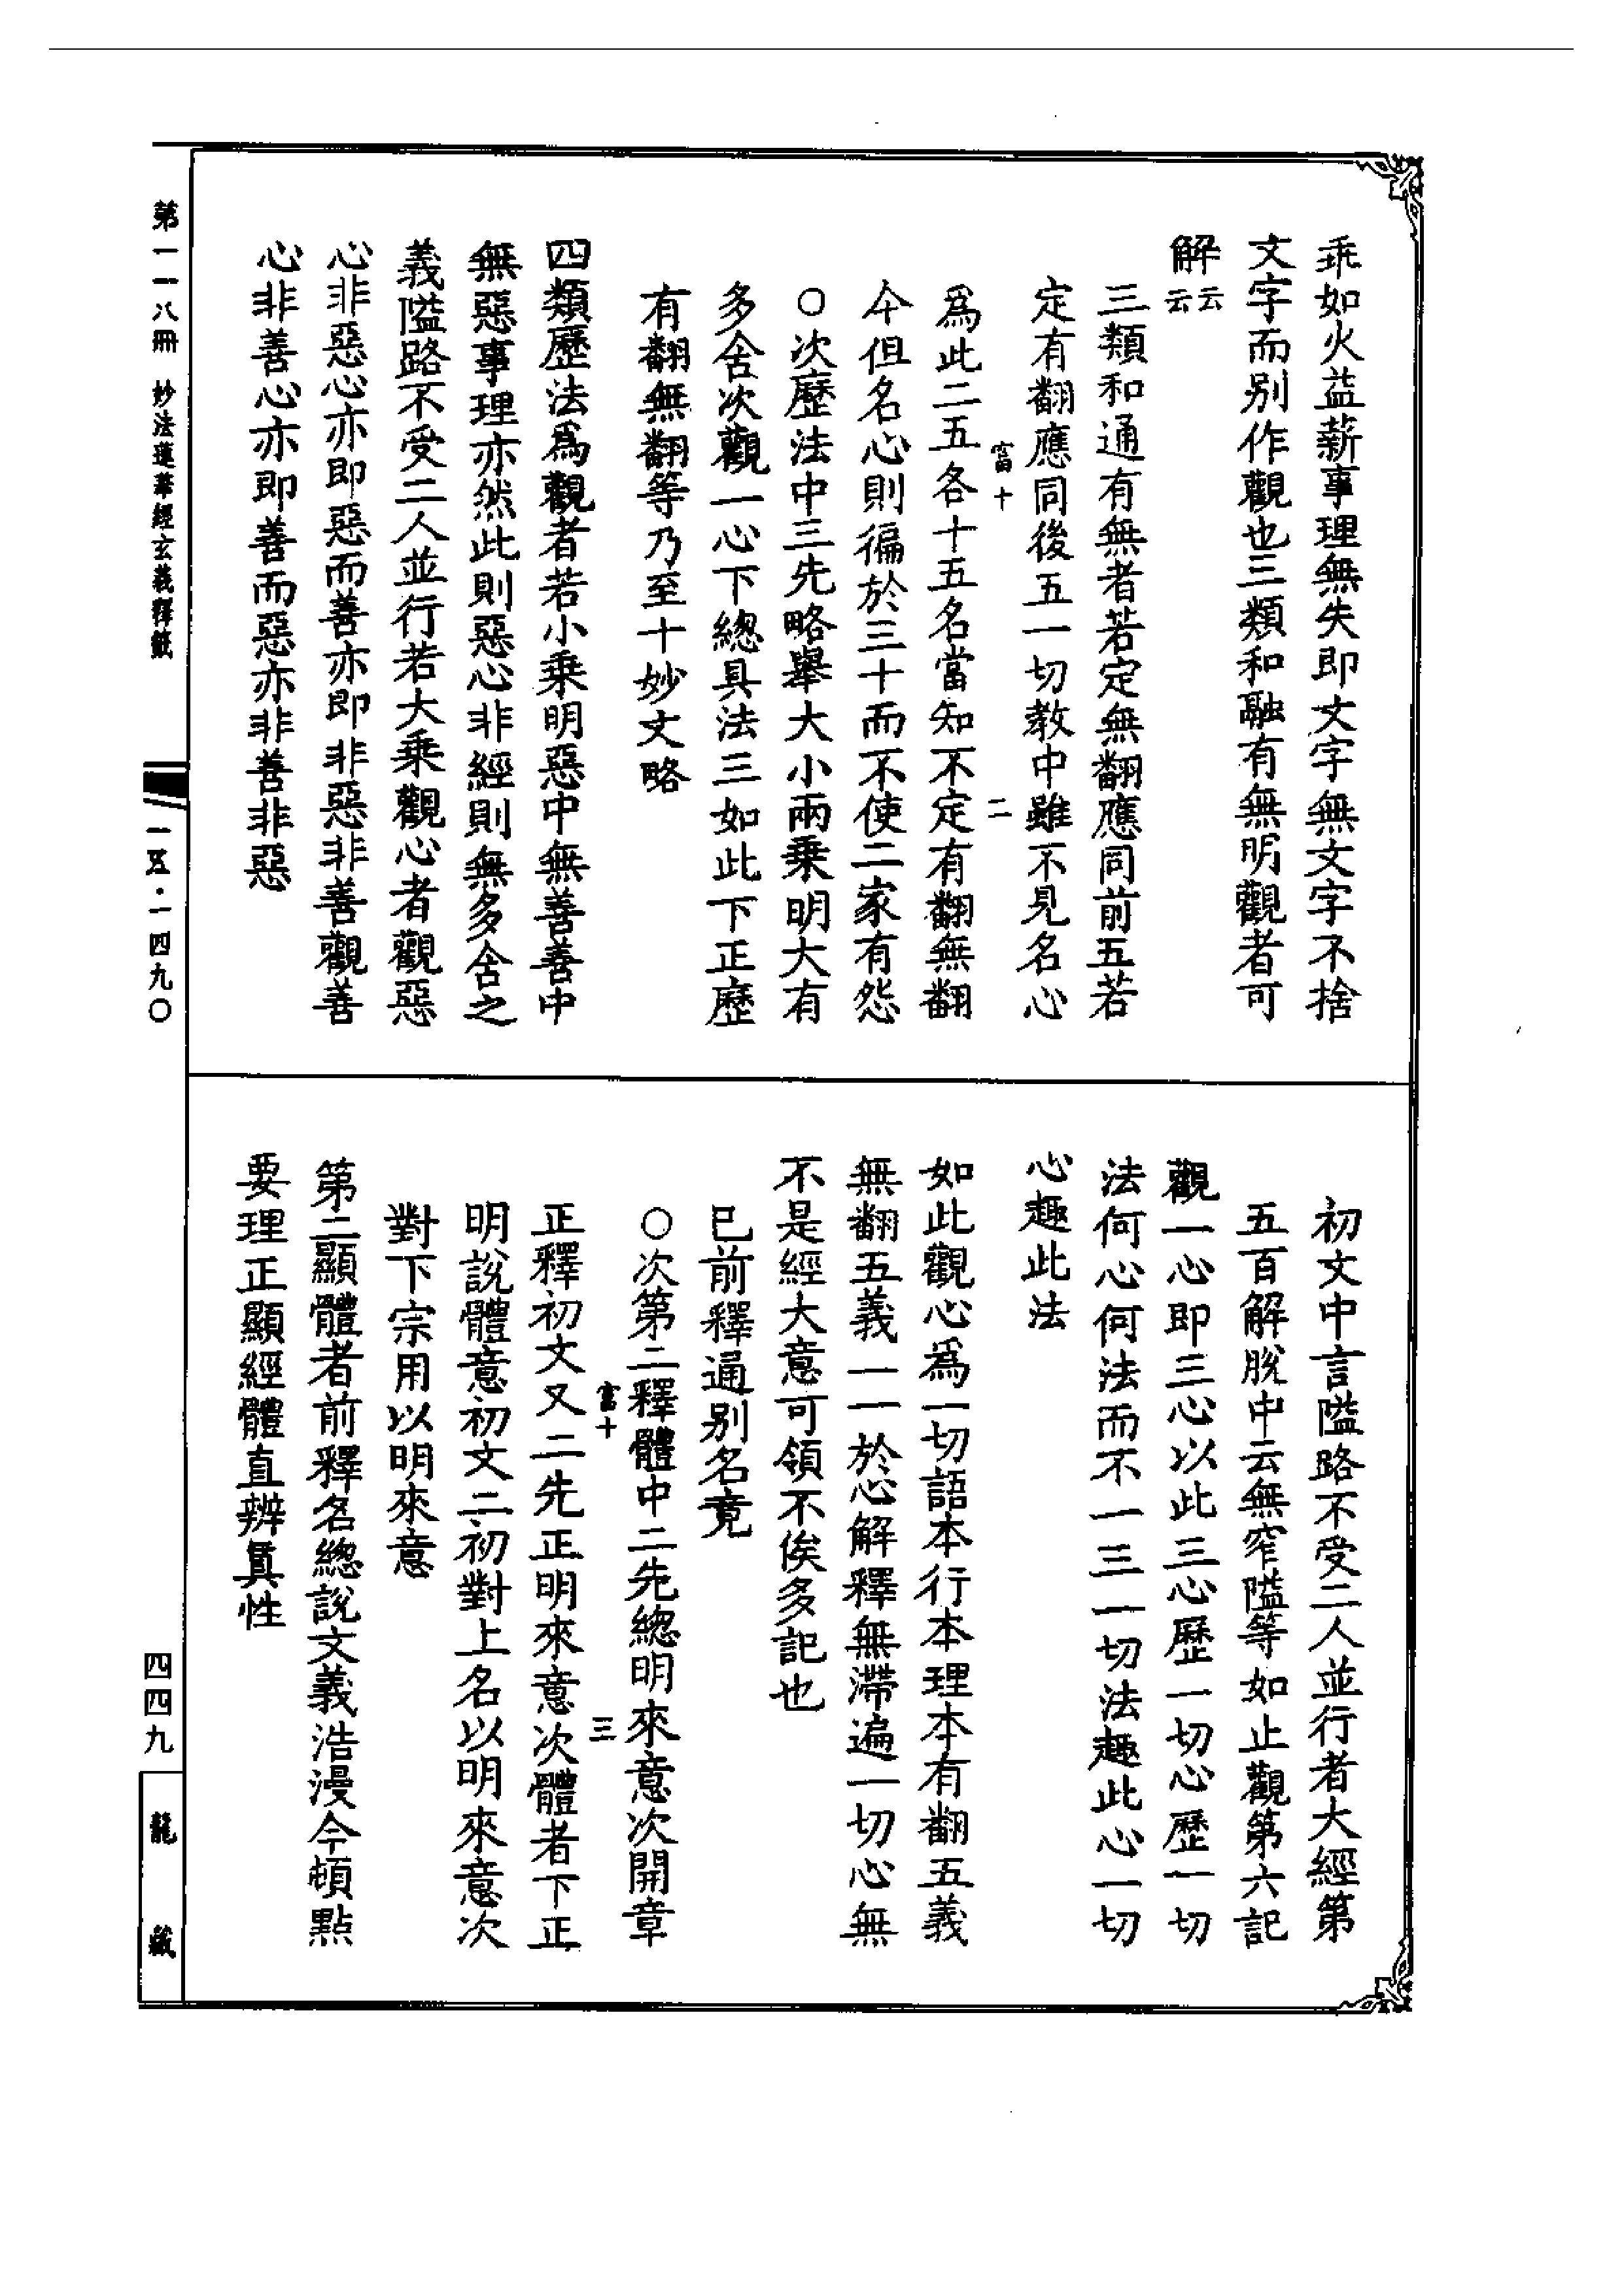 乖如火益薪事理無失即文字無文字不捨
文字而别作觀也三類和融有無明觀者可
解云云
三類和通有無者若定無翻應同前五若
定有翻應同後五一切教中雖不見名心
富十 二
爲此二五各十五名當知不定有翻無翻
今但名心則徧於三十而不使二家有怨
○次歷法中三先略舉大小兩乗明大有
多含次觀一心下總具法三如此下正歷
有翻無翻等乃至十妙文略
四類歷法爲觀者若小乗明惡中無善善中
無惡事理亦然此則惡心非經則無多含之
義隘路不受二人並行若大乗觀心者觀惡
心非惡心亦即惡而善亦即非惡非善觀善
心非善心亦即善而惡亦非善非惡
初文中言隘路不受二人並行者大經第
五百解脫中云無窄隘等如止觀第六記
觀一心即三心以此三心歷一切心歷一切
法何心何法而不一三一切法趣此心一切
心趣此法
如此觀心爲一切語本行本理本有翻五義
無翻五義一一於心解釋無滯遍一切心無
不是經大意可領不俟多記也
已前釋通别名竟
○次第二釋體中二先總明來意次開章
富十 三
正釋初文又二先正明來意次體者下正
明說體意初文二初對上名以明來意次
對下宗用以明來意
第二顯體者前釋名總說文義浩漫今頓點
要理正顯經體直辨真性
第一一八冊 妙法蓮華經玄義釋籤
一五·一四九〇
四四九
龍藏